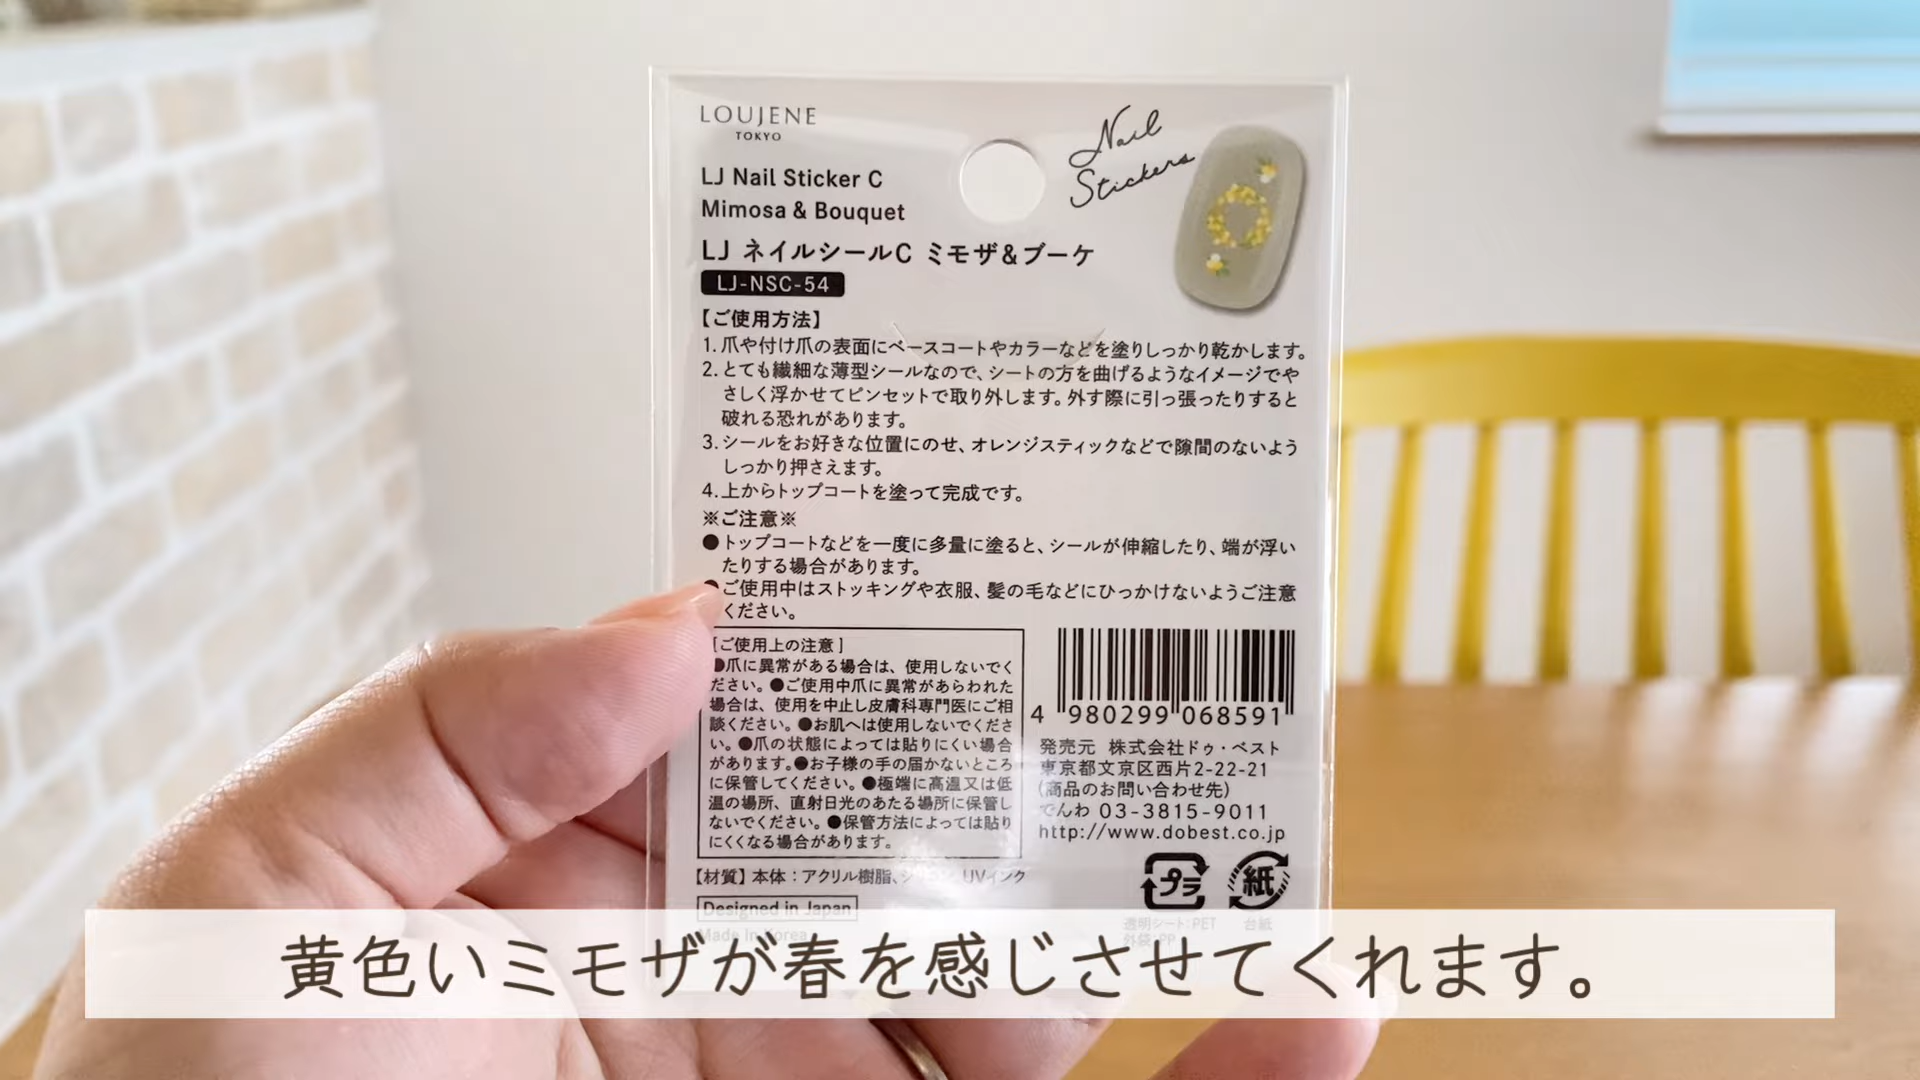 LOUJENE
TOKYO
Nail
Stickers
LJ Nail Sticker C
Mimosa & Bouquet
LJ ネイルシールC ミモザ&ブーケ
LJ-NSC-54
【ご使用方法】
1.爪や付け爪の表面にベースコートやカラーなどを塗りしっかり乾かします。
2.とても繊細な薄型シールなので、シートの方を曲げるようなイメージでや
さしく浮かせてピンセットで取り外します。外す際に引っ張ったりすると
破れる恐れがあります。
3.シールをお好きな位置にのせ、オレンジスティックなどで隙間のないよう
しっかり押さえます。
4.上からトップコートを塗って完成です。
※ご注意※
●トップコートなどを一度に多量に塗ると、シールが伸縮したり、端が浮い
たりする場合があります。
●ご使用中はストッキングや衣服、髪の毛などにひっかけないようご注意
ください。
[ご使用上の注意]
●爪に異常がある場合は、使用しないでく
ださい。●ご使用中爪に異常があらわれた
場合は、使用を中止し皮膚科専門医にご相
談ください。●お肌へは使用しないでくださ
い。●爪の状態によっては貼りにくい場合
があります。●お子様の手の届かないところ
に保管してください。●極端に高温又は低
温の場所、直射日光のあたる場所に保管し
ないでください。●保管方法によっては貼り
にくくなる場合があります。
4 980299 068591
発売元 株式会社ドゥ・ベスト
東京都文京区西片2-22-21
(商品のお問い合わせ先)
でんわ 03-3815-9011
http://www.dobest.co.jp
【材質】本体:アクリル樹脂、UVインク
プラ
紙
Designed in Japan
Made in Korea
透明シート:PET
外袋:PP
台紙
黄色いミモザが春を感じさせてくれます。